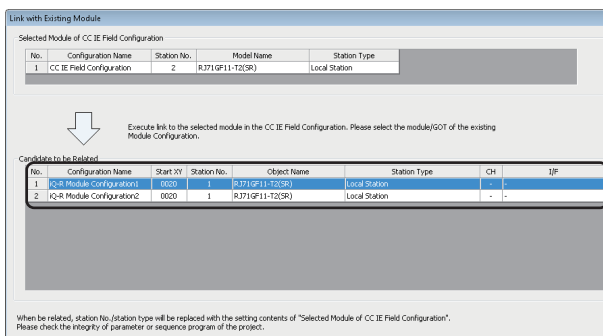 Link with Existing Module
Selected Module of CC IE Field Configuration
No. Configuration Name Station No. Model Name Station Type
1 CC IE Field Configuration 2 RJ71GF11-T2(SR) Local Station
Execute link to the selected module in the CC IE Field Configuration. Please select the module/GOT of the existing
Module Configuration.
Candidate to be Related
No. Configuration Name Start XY Station No. Object Name Station Type CH I/F
1 iQ-R Module Configuration1 0020 1 RJ71GF11-T2(SR) Local Station - -
2 iQ-R Module Configuration2 0020 1 RJ71GF11-T2(SR) Local Station - -
When be related, station No./station type will be replaced with the setting contents of "Selected Module of CC IE Field Configuration".
Please check the integrity of parameter or sequence program of the project.